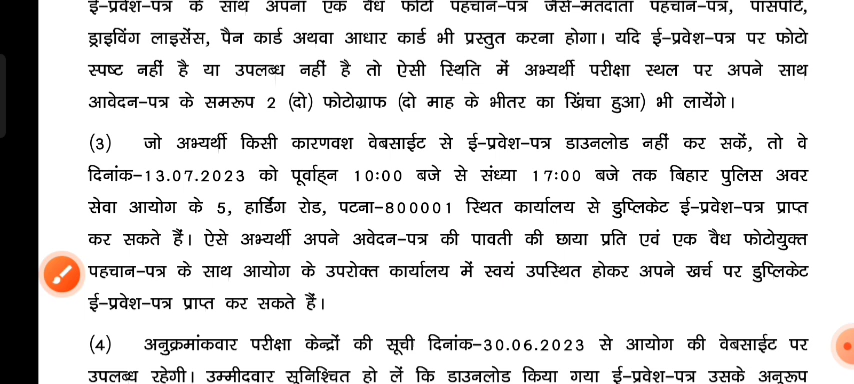 ई-प्रवेश-पत्र के साथ अपना एक वैध फोटो पहचान-पत्र जैसे-मतदाता पहचान-पत्र, पासपोर्ट,
ड्राइविंग लाइसेंस, पैन कार्ड अथवा आधार कार्ड भी प्रस्तुत करना होगा। यदि ई-प्रवेश-पत्र पर फोटो
स्पष्ट नहीं है या उपलब्ध नहीं है तो ऐसी स्थिति में अभ्यर्थी परीक्षा स्थल पर अपने साथ
आवेदन-पत्र के समरूप 2 (दो) फोटोग्राफ (दो माह के भीतर का खिंचा हुआ) भी लायेंगे।
(3) जो अभ्यर्थी किसी कारणवश वेबसाईट से ई-प्रवेश-पत्र डाउनलोड नहीं कर सकें, तो वे
दिनांक-13.07.2023 को पूर्वाह्न 10:00 बजे से संध्या 17:00 बजे तक बिहार पुलिस अवर
सेवा आयोग के 5, हार्डिंग रोड, पटना-800001 स्थित कार्यालय से डुप्लिकेट ई-प्रवेश-पत्र प्राप्त
कर सकते हैं। ऐसे अभ्यर्थी अपने अवेदन-पत्र की पावती की छाया प्रति एवं एक वैध फोटोयुक्त
पहचान-पत्र के साथ आयोग के उपरोक्त कार्यालय में स्वयं उपस्थित होकर अपने खर्च पर डुप्लिकेट
ई-प्रवेश-पत्र प्राप्त कर सकते हैं।
(4) अनुक्रमांकवार परीक्षा केन्द्रों की सूची दिनांक-30.06.2023 से आयोग की वेबसाईट पर
उपलब्ध रहेगी। उम्मीदवार सुनिश्चित हो लें कि डाउनलोड किया गया ई-प्रवेश-पत्र उसके अनुरूप